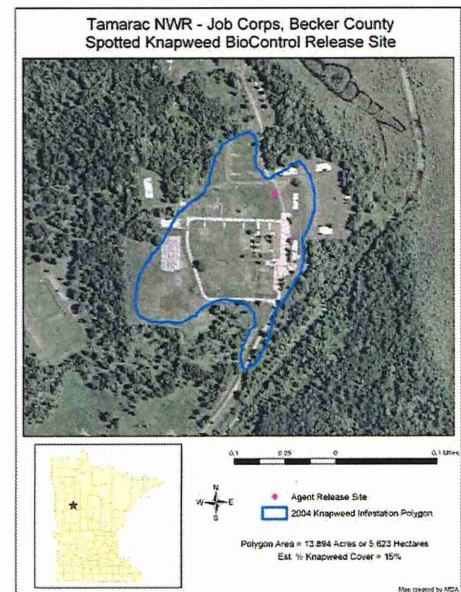 Tamarac NWR - Job Corps, Becker County
Spotted Knapweed BioControl Release Site
0.1 0.05 0 0.1 Miles
N
W E
S
Agent Release Site
2004 Knapweed Infestation Polygon
Polygon Area = 13.894 Acres or 5.623 Hectares
Est. % Knapweed Cover = 15%
Map created by MDA